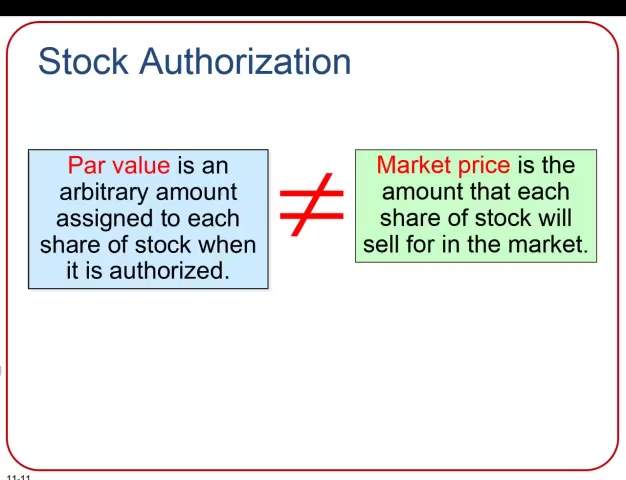 Stock Authorization
Par value is an
arbitrary amount
assigned to each
share of stock when
it is authorized.
≠
Market price is the
amount that each
share of stock will
sell for in the market.
11-11